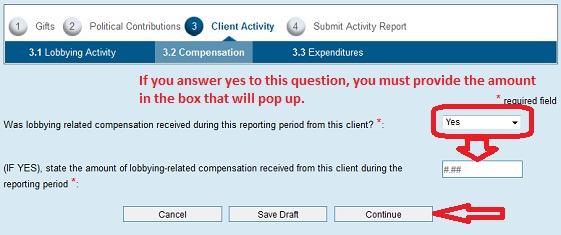 1 Gifts 2 Political Contributions 3 Client Activity 4 Submit Activity Report
3.1 Lobbying Activity 3.2 Compensation 3.3 Expenditures
If you answer yes to this question, you must provide the amount
in the box that will pop up.
* required field
Was lobbying related compensation received during this reporting period from this client? *: Yes
(IF YES), state the amount of lobbying-related compensation received from this client during the #.##
reporting period *:
Cancel Save Draft Continue